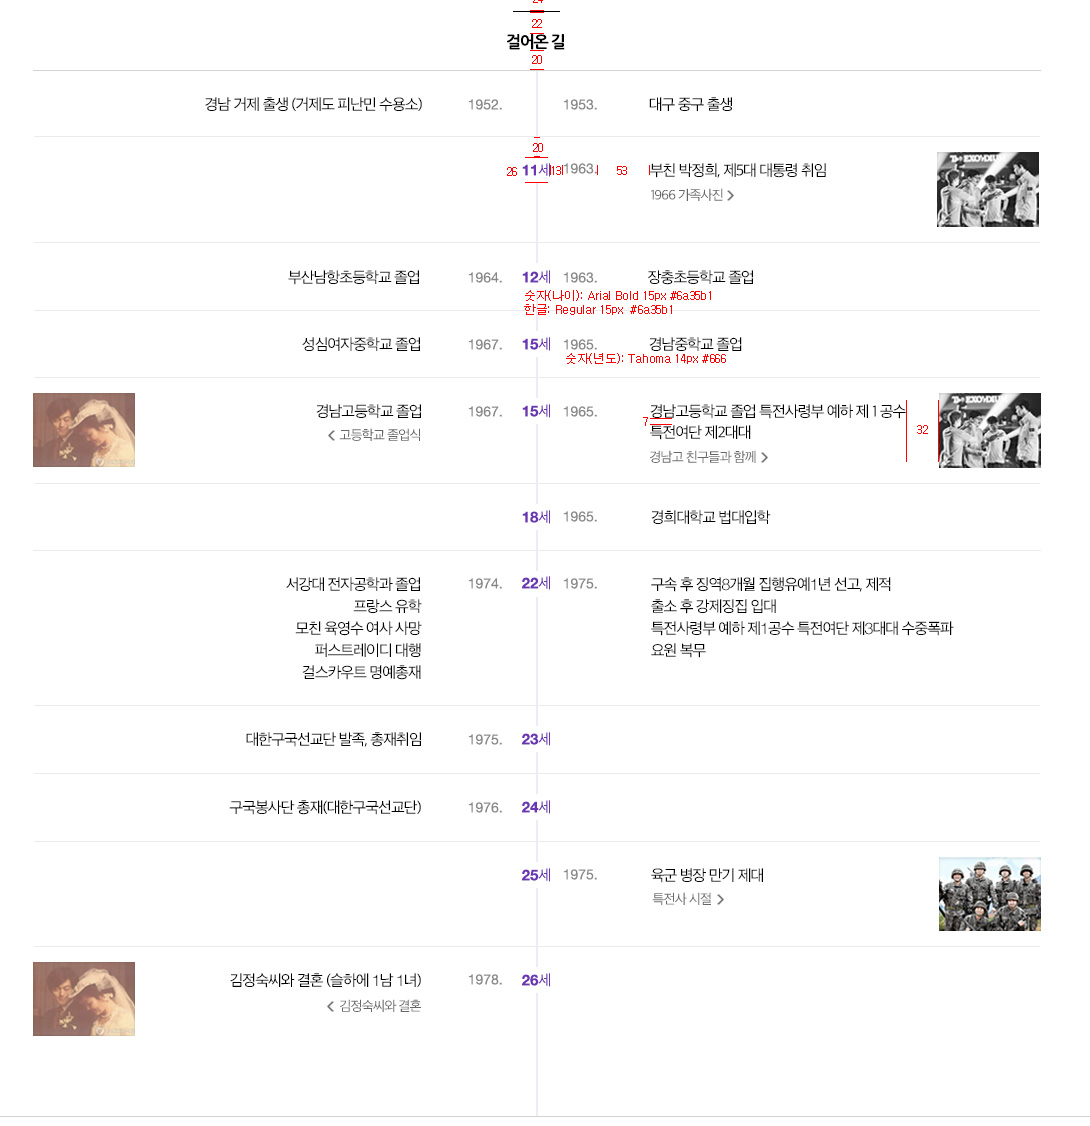 24
22
걸어온 길
20
경남 거제 출생 (거제도 피난민 수용소) 1952. 1953. 대구 중구 출생
20
26 11세 13 1963. 53 부친 박정희, 제5대 대통령 취임
1966 가족사진 >
부산남항초등학교 졸업 1964. 12세 1963. 장충초등학교 졸업
숫자(나이): Arial Bold 15px #6a35b1
한글: Regular 15px #6a35b1
성심여자중학교 졸업 1967. 15세 1965. 경남중학교 졸업
숫자(년도): Tahoma 14px #666
경남고등학교 졸업 1967. 15세 1965. 경남고등학교 졸업 특전사령부 예하 제 1 공수
< 고등학교 졸업식 7 특전여단 제2대대 32
경남고 친구들과 함께 >
18세 1965. 경희대학교 법대입학
서강대 전자공학과 졸업 1974. 22세 1975. 구속 후 징역8개월 집행유예1년 선고, 제적
프랑스 유학 출소 후 강제징집 입대
모친 육영수 여사 사망 특전사령부 예하 제1공수 특전여단 제3대대 수중폭파
퍼스트레이디 대행 요원 복무
걸스카우트 명예총재
대한구국선교단 발족, 총재취임 1975. 23세
구국봉사단 총재(대한구국선교단) 1976. 24세
25세 1975. 육군 병장 만기 제대
특전사 시절 >
김정숙씨와 결혼 (슬하에 1남 1녀) 1978. 26세
< 김정숙씨와 결혼